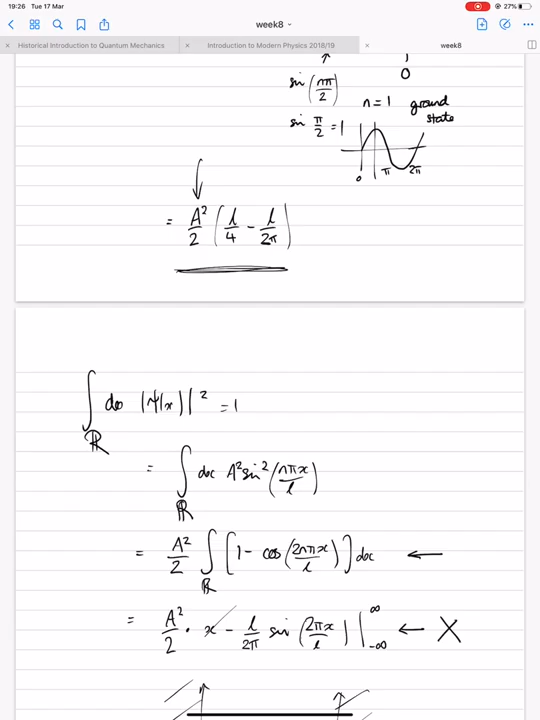 19:26 Tue 17 Mar 27%
week8
Historical Introduction to Quantum Mechanics Introduction to Modern Physics 2018/19 week8
0
sin (nπ/2)
n=1 ground state
sin π/2 = 1
0 π 2π
= A²/2 (l/4 - l/2π)
∫ℝ dx |Ψ(x)|² = 1
= ∫ℝ dx A² sin² (nπx/l)
= A²/2 ∫ℝ [1 - cos(2nπx/l)] dx ←
= A²/2 · x - l/2π sin (2πx/l) |∞ -∞ ← X